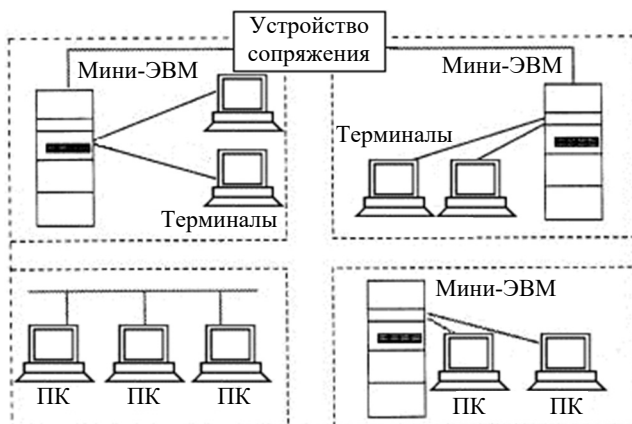 Устройство
сопряжения
Мини-ЭВМ
Мини-ЭВМ
Терминалы
Терминалы
Мини-ЭВМ
ПК
ПК
ПК
ПК
ПК